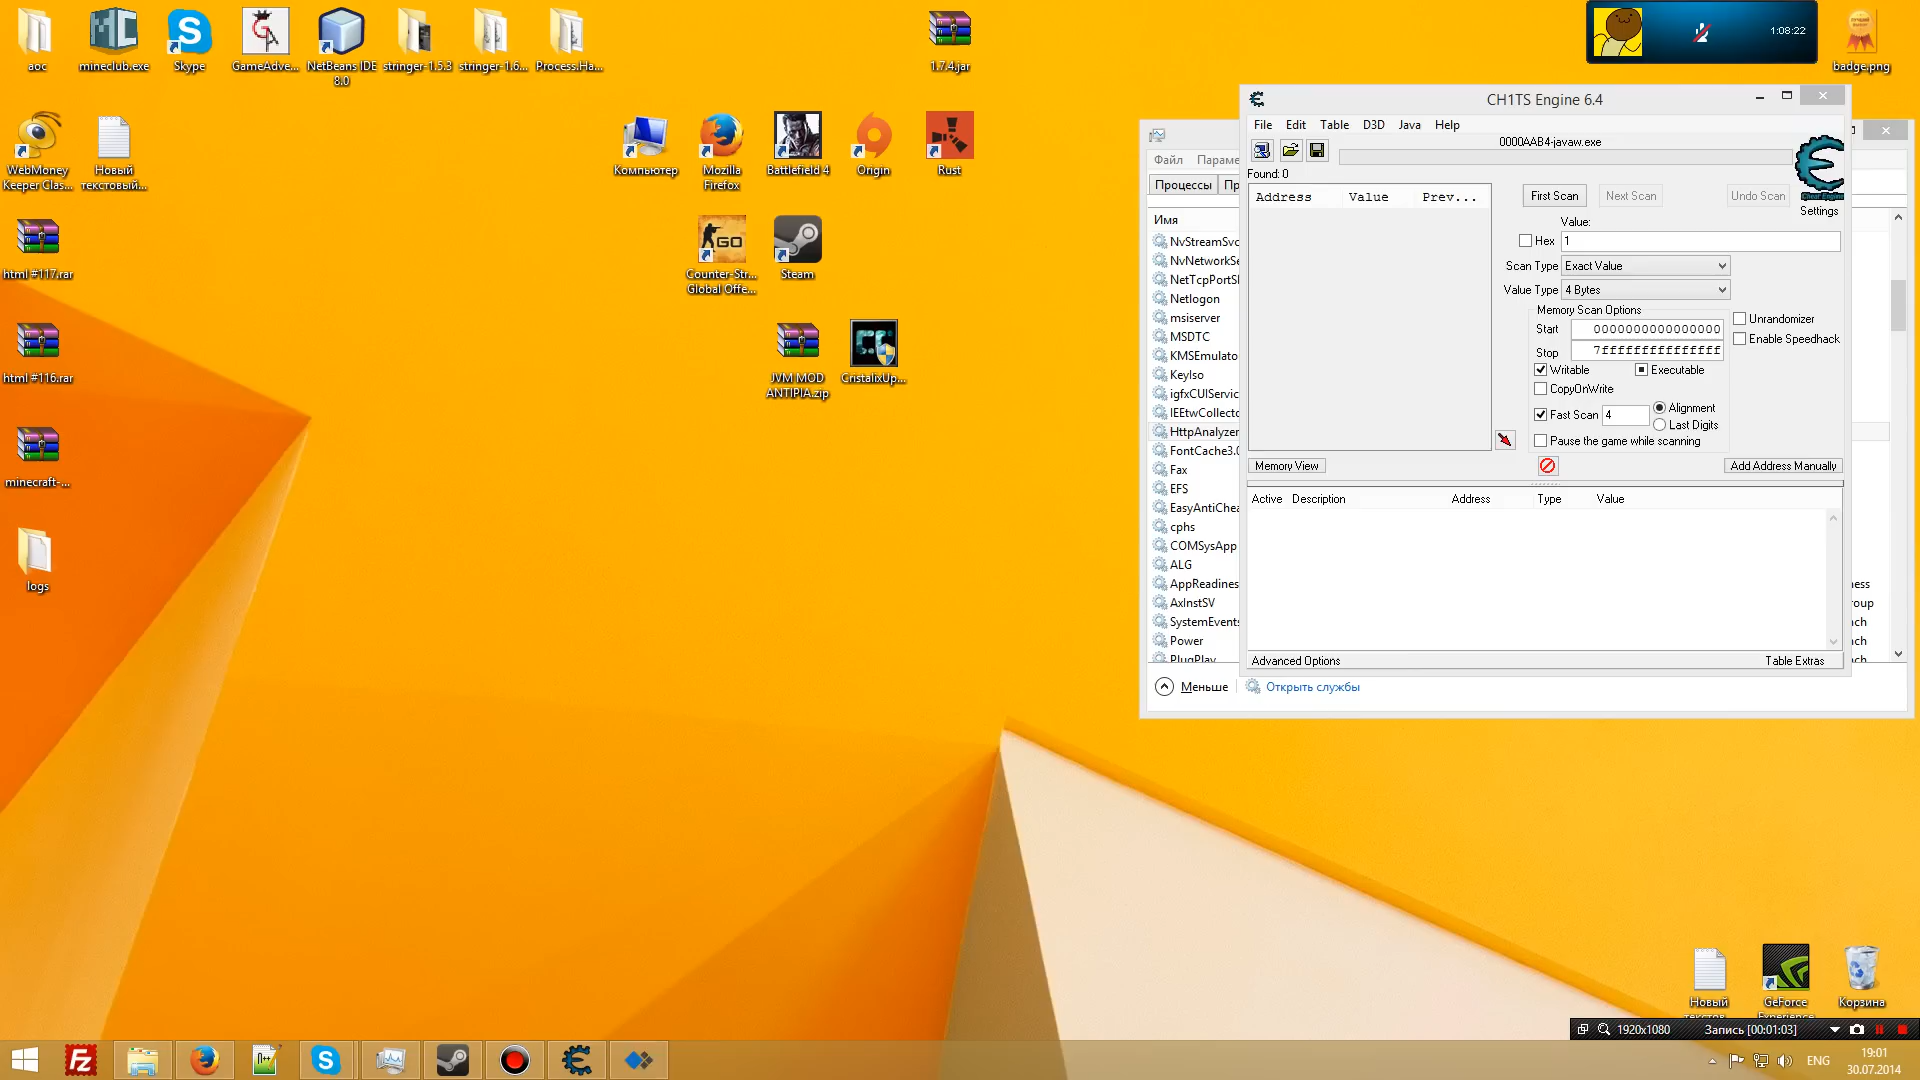 aoc
mineclub.exe
Skype
GameAdve...
NetBeans IDE
8.0
stringer-1.5.3
stringer-1.6...
Process.Ha...
1.7.4.jar
1:08:22
badge.png
WebMoney
Keeper Clas...
Новый
текстовый...
Компьютер
Mozilla
Firefox
Battlefield 4
Origin
Rust
html #117.rar
Counter-Str...
Global Offe...
Steam
html #116.rar
JVM MOD
ANTIPIA.zip
CristalixUp...
minecraft-...
logs
CH1TS Engine 6.4
File Edit Table D3D Java Help
0000AAB4-javaw.exe
Found: 0
Address Value Prev...
First Scan Next Scan Undo Scan
Settings
Value:
Hex 1
Scan Type Exact Value
Value Type 4 Bytes
Memory Scan Options
Start 0000000000000000
Stop 7fffffffffffffff
Unrandomizer
Enable Speedhack
Writable Executable
CopyOnWrite
Fast Scan 4 Alignment
Last Digits
Pause the game while scanning
Memory View Add Address Manually
Active Description Address Type Value
Advanced Options Table Extras
Файл Параме
Процессы Пр
Имя
NvStreamSvc
NvNetworkSe
NetTcpPortSh
Netlogon
msiserver
MSDTC
KMSEmulato
KeyIso
igfxCUIServic
IEEtwCollecto
HttpAnalyzer
FontCache3.0
Fax
EFS
EasyAntiChea
cphs
COMSysApp
ALG
AppReadines
AxInstSV
SystemEvents
Power
PlugPlay
ness
roup
nch
nch
nch
Меньше Открыть службы
Новый
текстов...
GeForce
Experience
Корзина
1920x1080 Запись [00:01:03]
ENG
19:01
30.07.2014